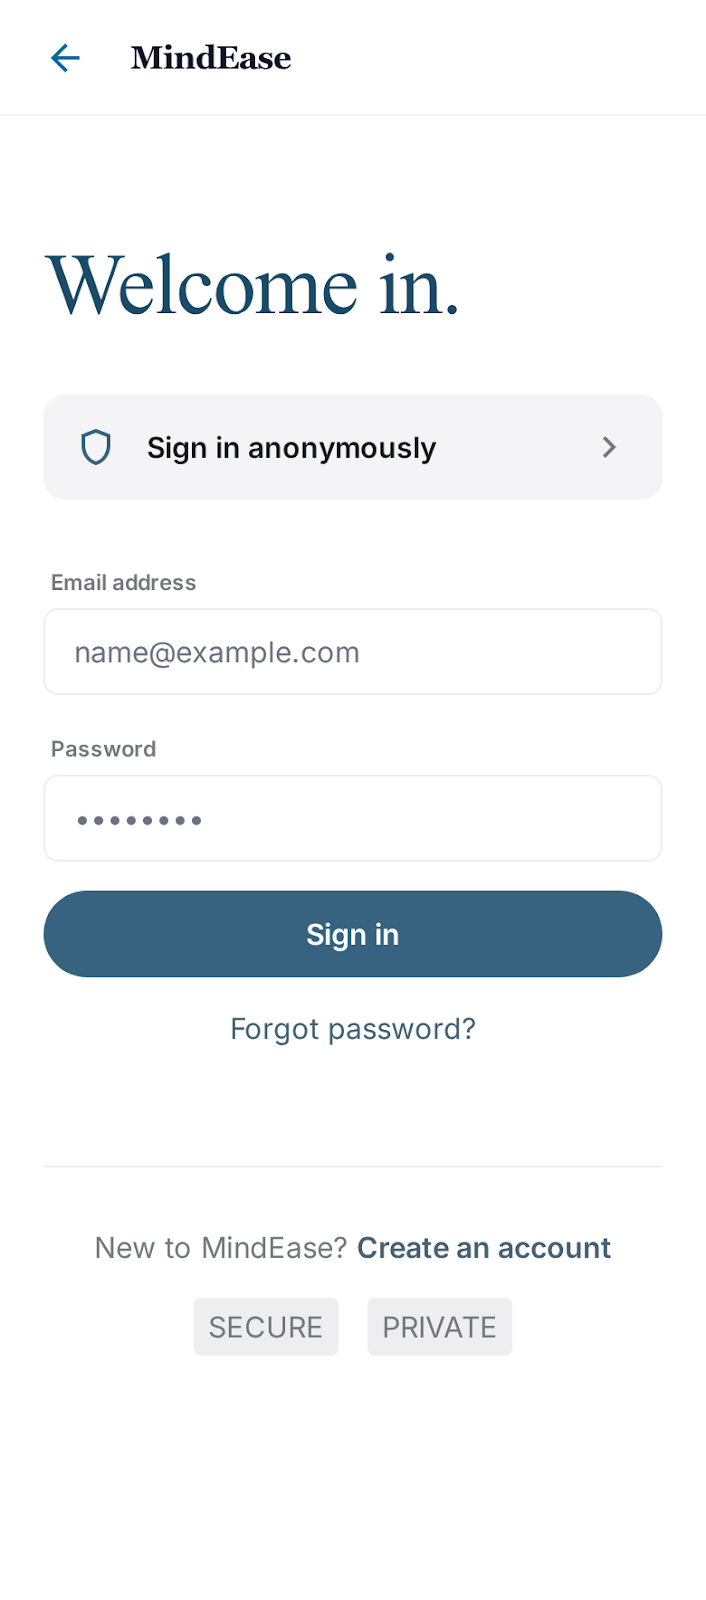 MindEase
Welcome in.
Sign in anonymously
Email address
name@example.com
Password
••••••••
Sign in
Forgot password?
New to MindEase? Create an account
SECURE PRIVATE